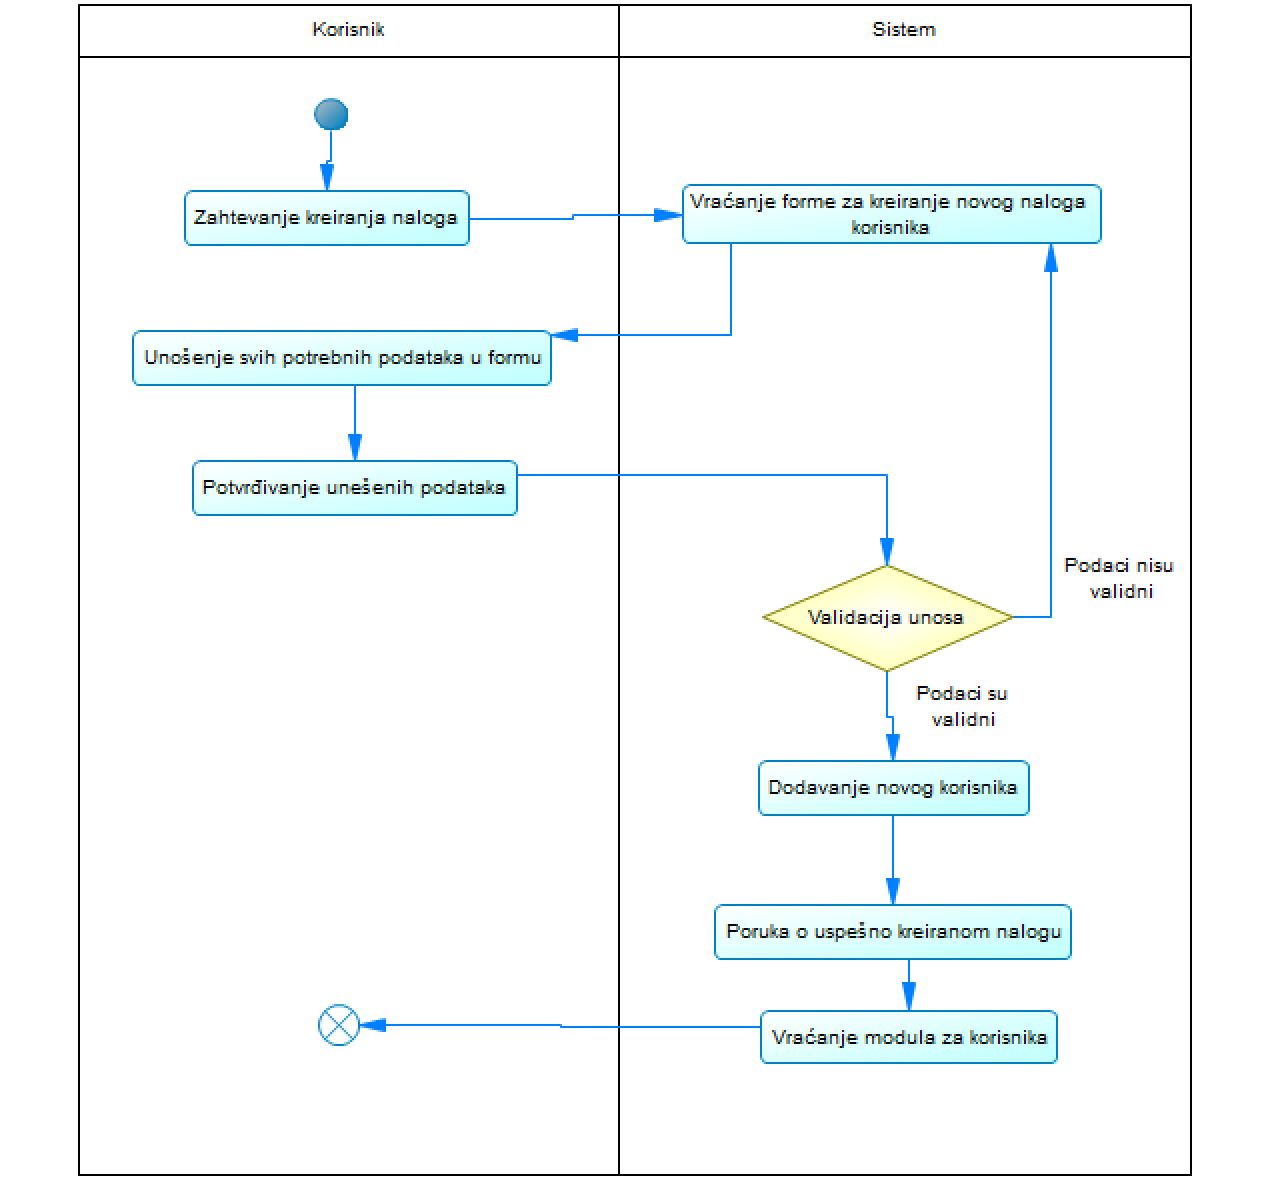 Korisnik
Sistem
Zahtevanje kreiranja naloga
Vraćanje forme za kreiranje novog naloga
korisnika
Unošenje svih potrebnih podataka u formu
Potvrđivanje unešenih podataka
Podaci nisu
validni
Validacija unosa
Podaci su
validni
Dodavanje novog korisnika
Poruka o uspešno kreiranom nalogu
Vraćanje modula za korisnika